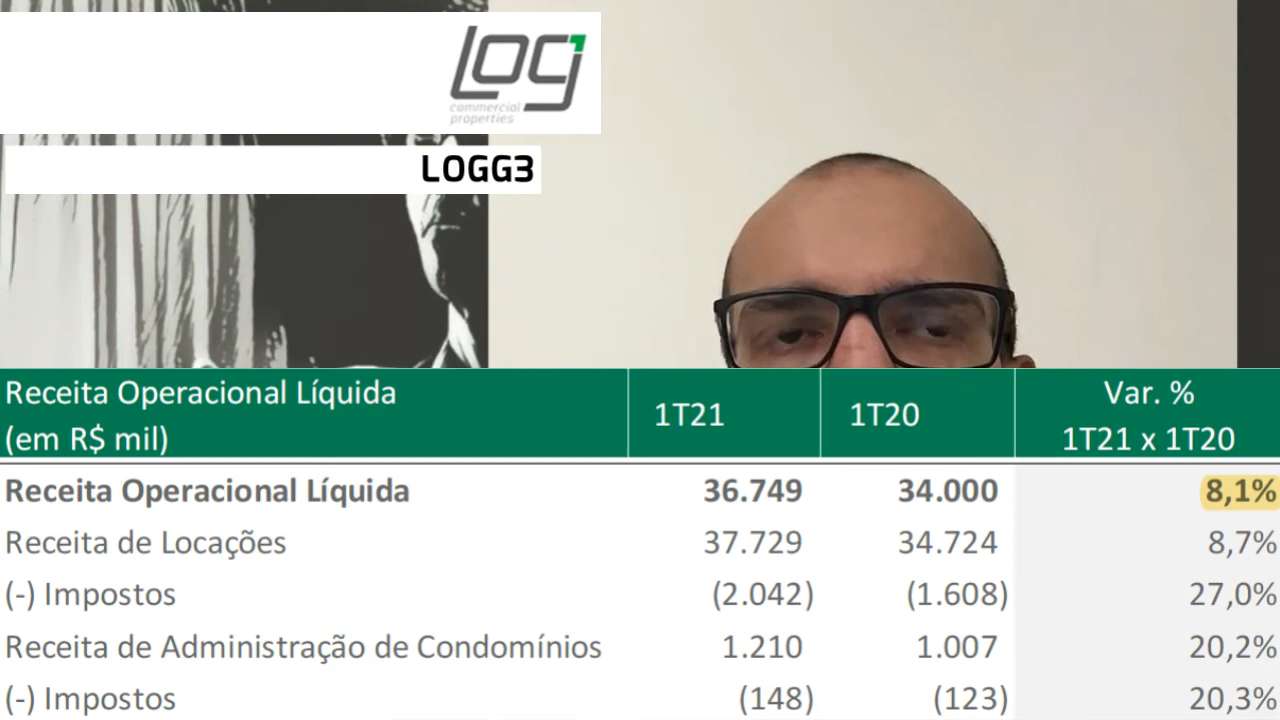 Log
commercial
properties
LOGG3
Receita Operacional Líquida
(em R$ mil)
1T21
1T20
Var. %
1T21 x 1T20
Receita Operacional Líquida 36.749 34.000 8,1%
Receita de Locações 37.729 34.724 8,7%
(-) Impostos (2.042) (1.608) 27,0%
Receita de Administração de Condomínios 1.210 1.007 20,2%
(-) Impostos (148) (123) 20,3%